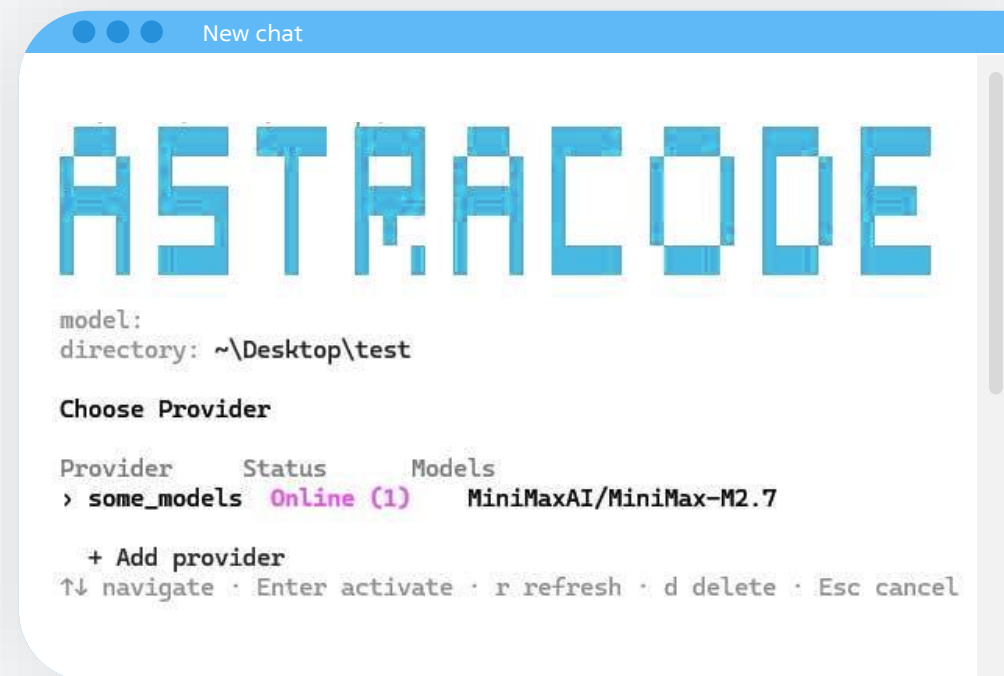 New chat
ASTRACODE
model:
directory: ~\Desktop\test
Choose Provider
Provider Status Models
› some_models Online (1) MiniMaxAI/MiniMax-M2.7
+ Add provider
↑↓ navigate · Enter activate · r refresh · d delete · Esc cancel